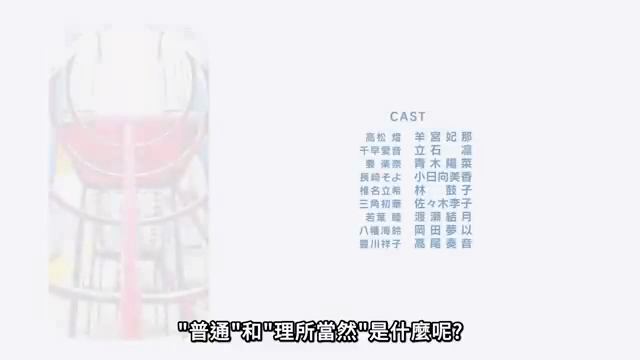 CAST
高松 燈 羊宮妃那
千早愛音 立石 凛
要 楽奈 青木陽菜
長崎そよ 小日向美香
椎名立希 林 鼓子
三角初華 佐々木李子
若葉 睦 渡瀬結月
八幡海鈴 岡田夢以
豊川祥子 高尾奏音
"普通"和"理所當然"是什麼呢?